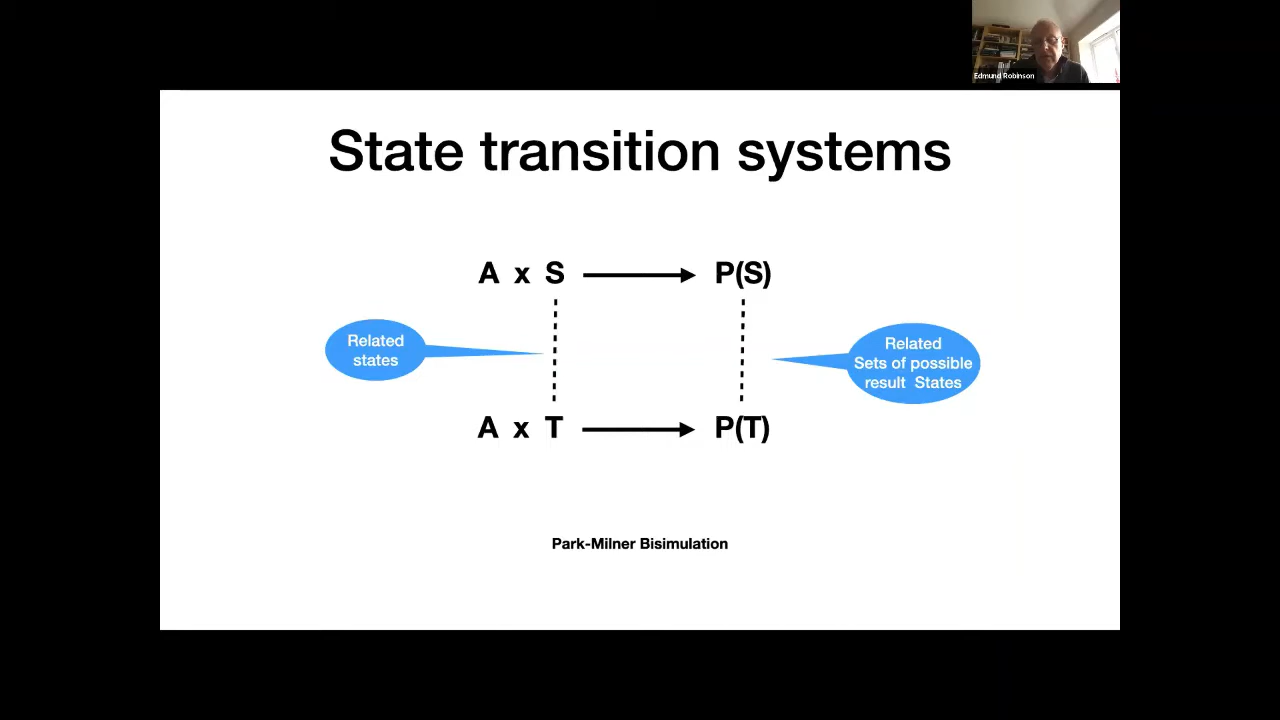 Edmund Robinson
State transition systems
A x S P(S)
Related
states
Related
Sets of possible
result States
A x T P(T)
Park-Milner Bisimulation